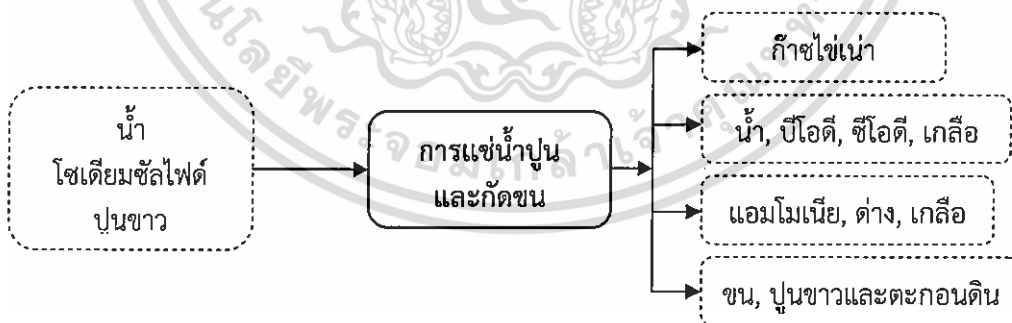 น้ำ
โซเดียมซัลไฟด์
ปูนขาว
การแช่น้ำปูน
และกัดขน
ก๊าซไข่เน่า
น้ำ, บีโอดี, ซีโอดี, เกลือ
แอมโมเนีย, ด่าง, เกลือ
ขน, ปูนขาวและตะกอนดิน